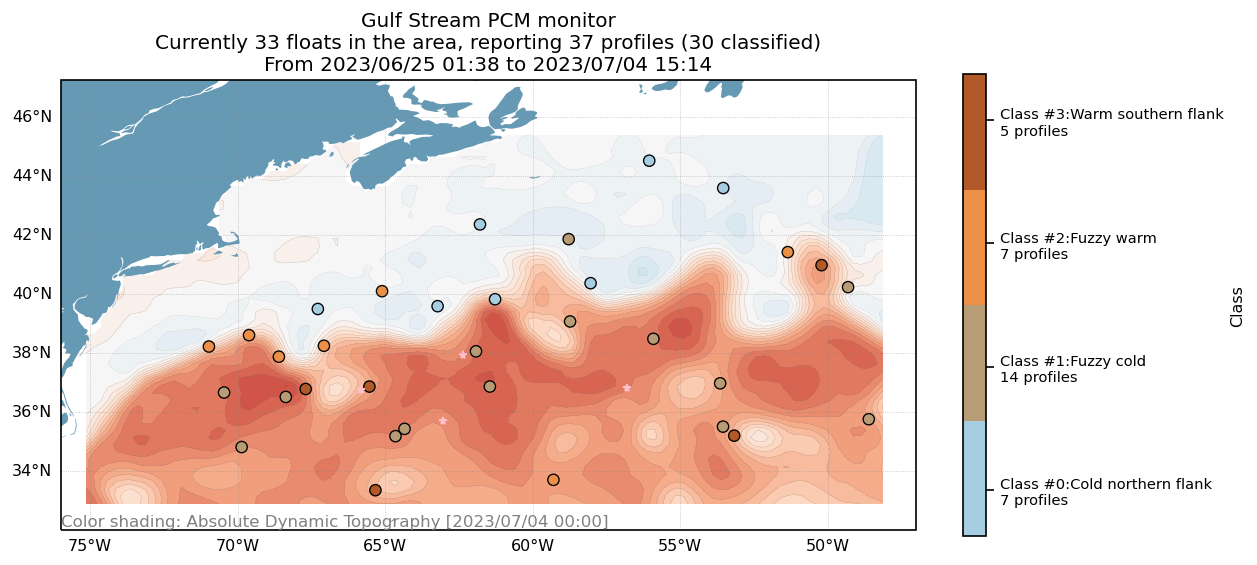 Gulf Stream PCM monitor
Currently 33 floats in the area, reporting 37 profiles (30 classified)
From 2023/06/25 01:38 to 2023/07/04 15:14
46°N
44°N
42°N
40°N
38°N
36°N
34°N
Color shading: Absolute Dynamic Topography [2023/07/04 00:00]
75°W
70°W
65°W
60°W
55°W
50°W
Class #3:Warm southern flank
5 profiles
Class #2:Fuzzy warm
7 profiles
Class #1:Fuzzy cold
14 profiles
Class #0:Cold northern flank
7 profiles
Class